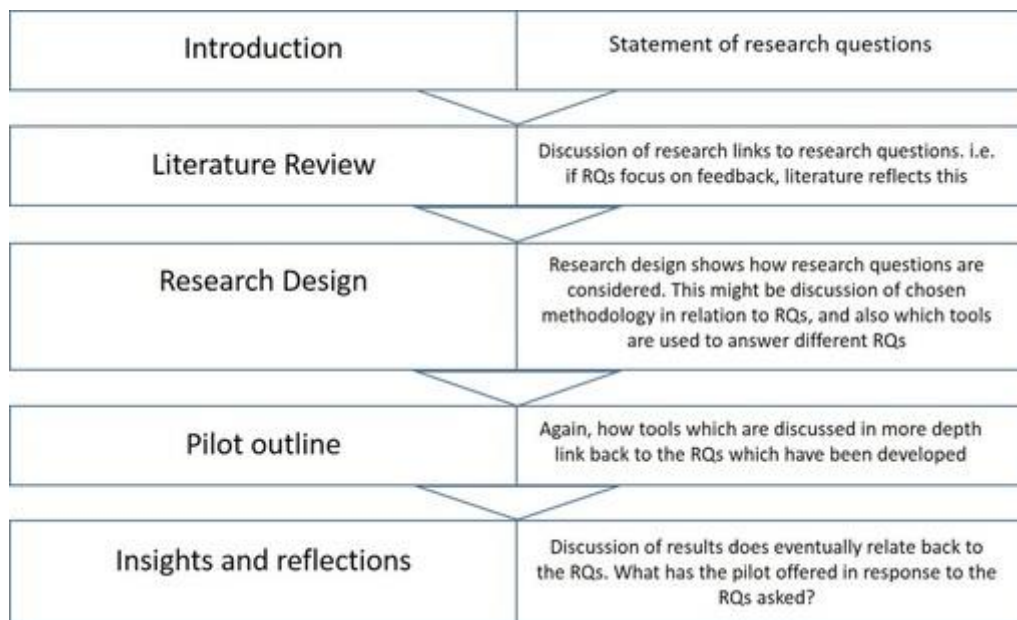 Introduction
Statement of research questions
Literature Review
Discussion of research links to research questions. i.e.
if RQs focus on feedback, literature reflects this
Research Design
Research design shows how research questions are
considered. This might be discussion of chosen
methodology in relation to RQs, and also which tools
are used to answer different RQs
Pilot outline
Again, how tools which are discussed in more depth
link back to the RQs which have been developed
Insights and reflections
Discussion of results does eventually relate back to
the RQs. What has the pilot offered in response to the
RQs asked?